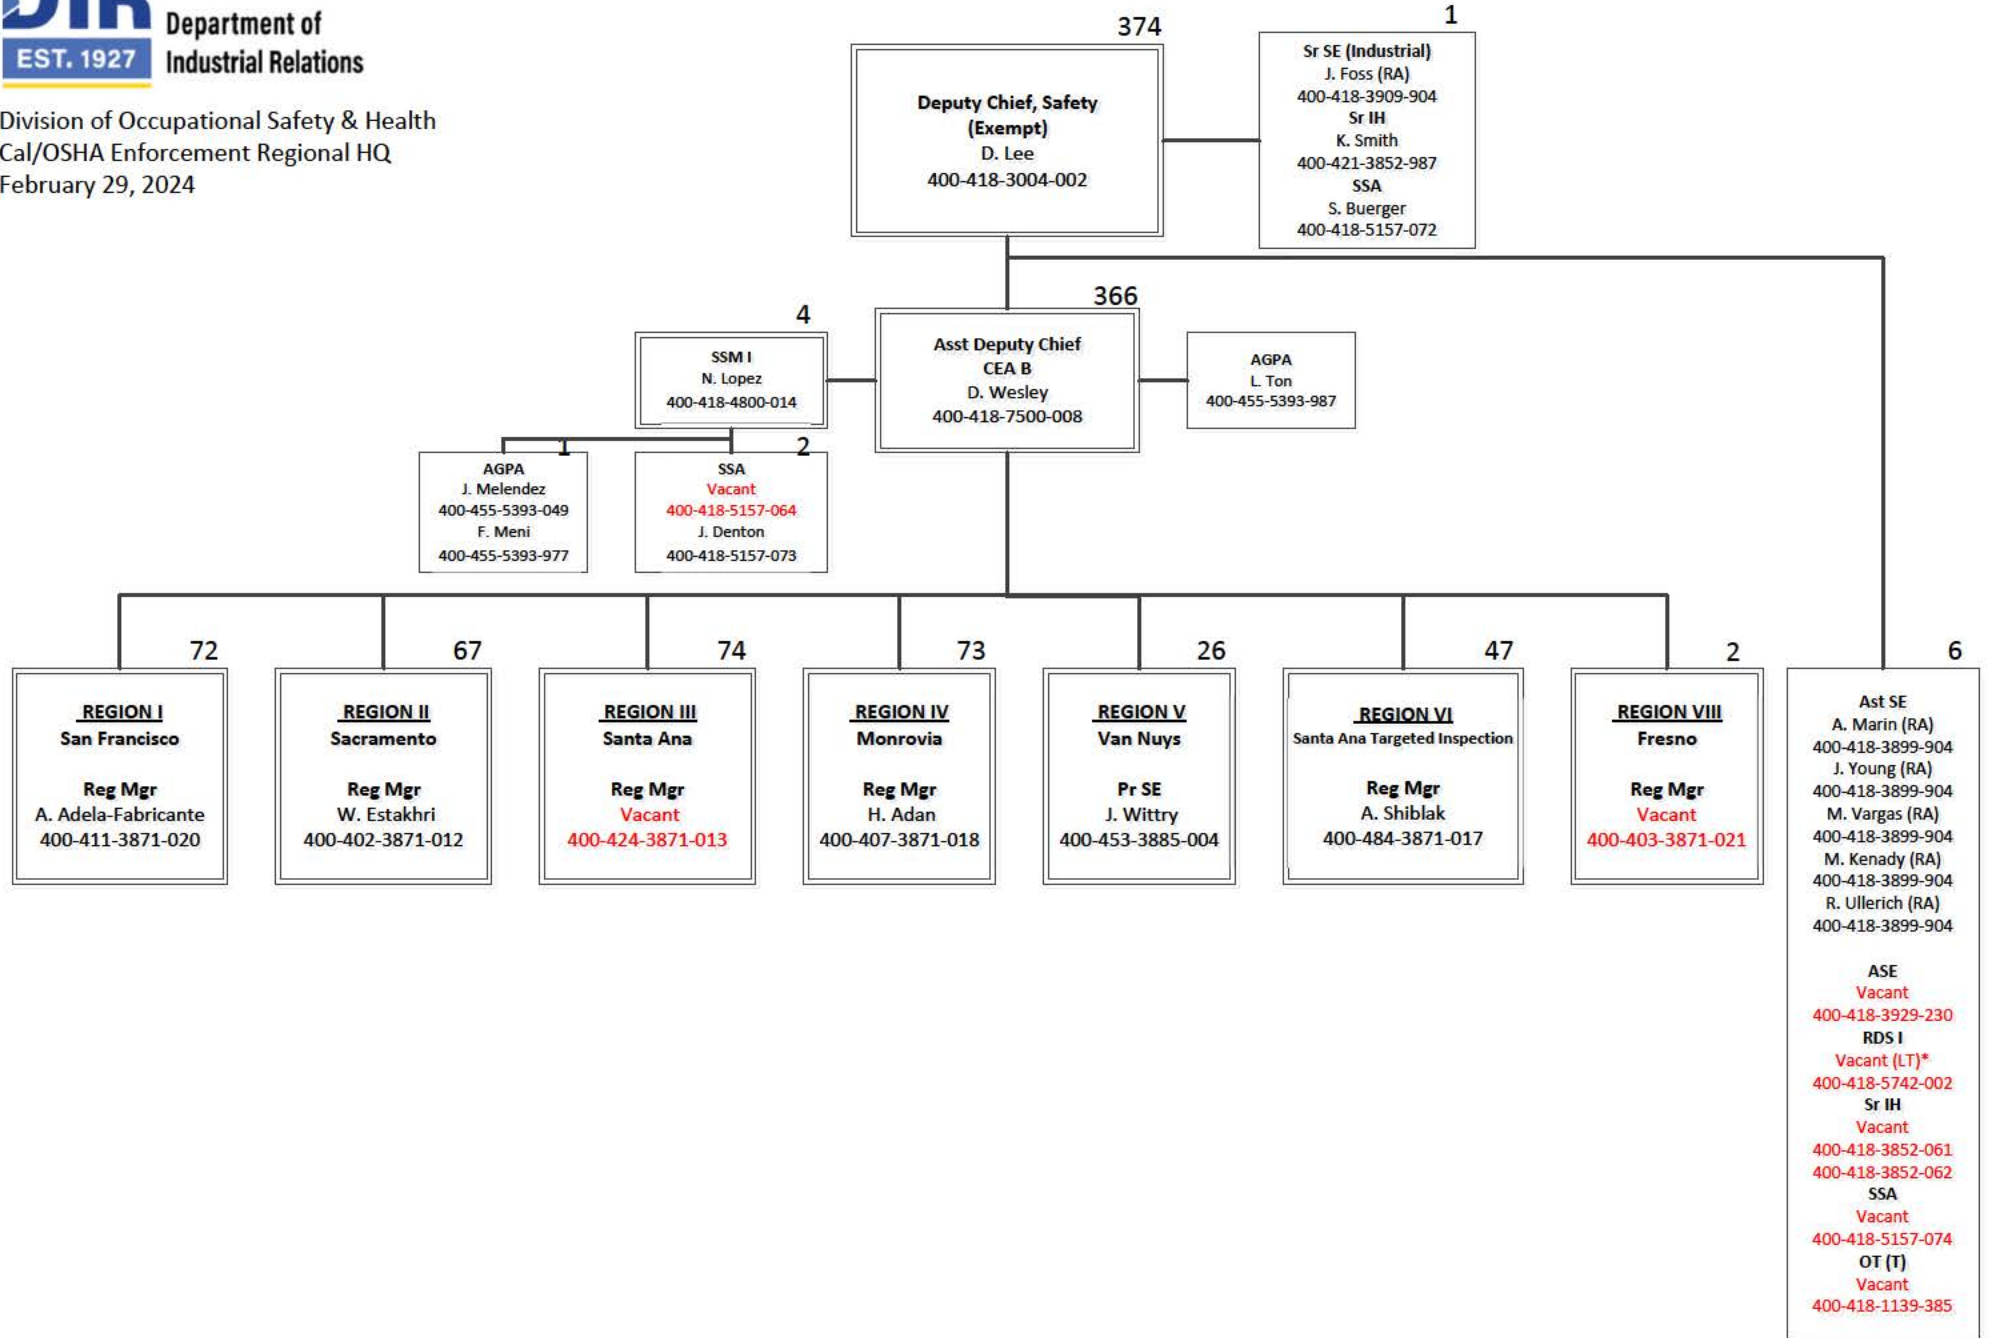 DIR
EST. 1927
Department of
Industrial Relations
Division of Occupational Safety & Health
Cal/OSHA Enforcement Regional HQ
February 29, 2024
374
Deputy Chief, Safety
(Exempt)
D. Lee
400-418-3004-002
1
Sr SE (Industrial)
J. Foss (RA)
400-418-3909-904
Sr IH
K. Smith
400-421-3852-987
SSA
S. Buerger
400-418-5157-072
4
SSM I
N. Lopez
400-418-4800-014
366
Asst Deputy Chief
CEA B
D. Wesley
400-418-7500-008
AGPA
L. Ton
400-455-5393-987
1
AGPA
J. Melendez
400-455-5393-049
F. Meni
400-455-5393-977
2
SSA
Vacant
400-418-5157-064
J. Denton
400-418-5157-073
72
REGION I
San Francisco
Reg Mgr
A. Adela-Fabricante
400-411-3871-020
67
REGION II
Sacramento
Reg Mgr
W. Estakhri
400-402-3871-012
74
REGION III
Santa Ana
Reg Mgr
Vacant
400-424-3871-013
73
REGION IV
Monrovia
Reg Mgr
H. Adan
400-407-3871-018
26
REGION V
Van Nuys
Pr SE
J. Wittry
400-453-3885-004
47
REGION VI
Santa Ana Targeted Inspection
Reg Mgr
A. Shiblak
400-484-3871-017
2
REGION VIII
Fresno
Reg Mgr
Vacant
400-403-3871-021
6
Ast SE
A. Marin (RA)
400-418-3899-904
J. Young (RA)
400-418-3899-904
M. Vargas (RA)
400-418-3899-904
M. Kenady (RA)
400-418-3899-904
R. Ullerich (RA)
400-418-3899-904
ASE
Vacant
400-418-3929-230
RDS I
Vacant (LT)*
400-418-5742-002
Sr IH
Vacant
400-418-3852-061
400-418-3852-062
SSA
Vacant
400-418-5157-074
OT (T)
Vacant
400-418-1139-385